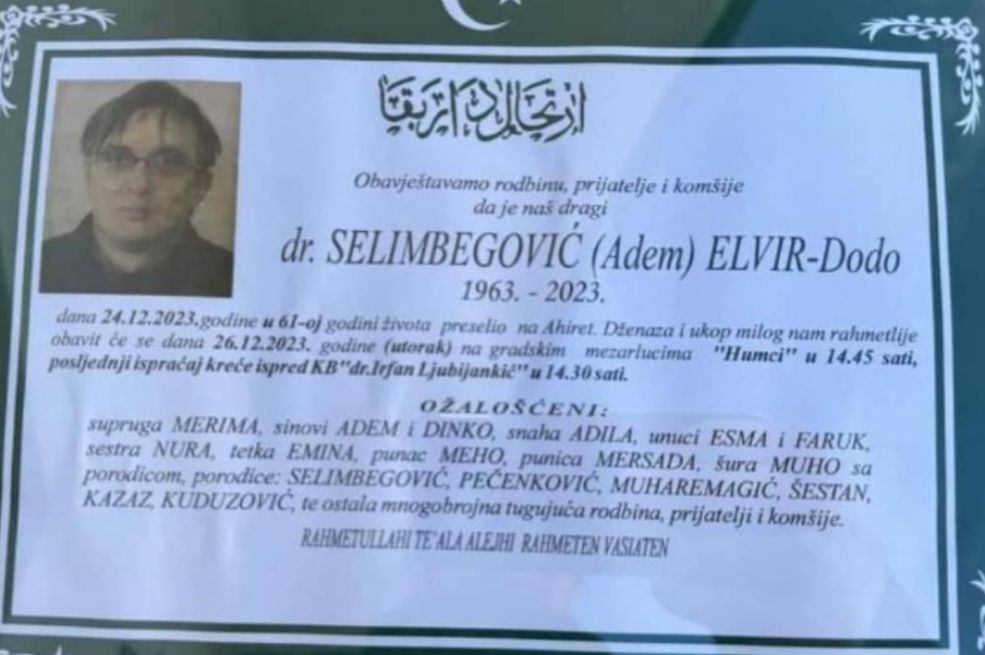 ارتحال دار بقا
Obavještavamo rodbinu, prijatelje i komšije
da je naš dragi
dr. SELIMBEGOVIĆ (Adem) ELVIR-Dodo
1963. - 2023.
dana 24.12.2023.godine u 61-oj godini života preselio na Ahiret. Dženaza i ukop milog nam rahmetlije
obavit će se dana 26.12.2023. godine (utorak) na gradskim mezarlucima "Humci" u 14.45 sati,
posljednji ispraćaj kreće ispred KB"dr.Irfan Ljubijankić" u 14.30 sati.
OŽALOŠĆENI:
supruga MERIMA, sinovi ADEM i DINKO, snaha ADILA, unuci ESMA i FARUK,
sestra NURA, tetka EMINA, punac MEHO, punica MERSADA, šura MUHO sa
porodicom, porodice: SELIMBEGOVIĆ, PEČENKOVIĆ, MUHAREMAGIĆ, ŠESTAN,
KAZAZ, KUDUZOVIĆ, te ostala mnogobrojna tugujuća rodbina, prijatelji i komšije.
RAHMETULLAHI TE'ALA ALEJHI RAHMETEN VASIATEN